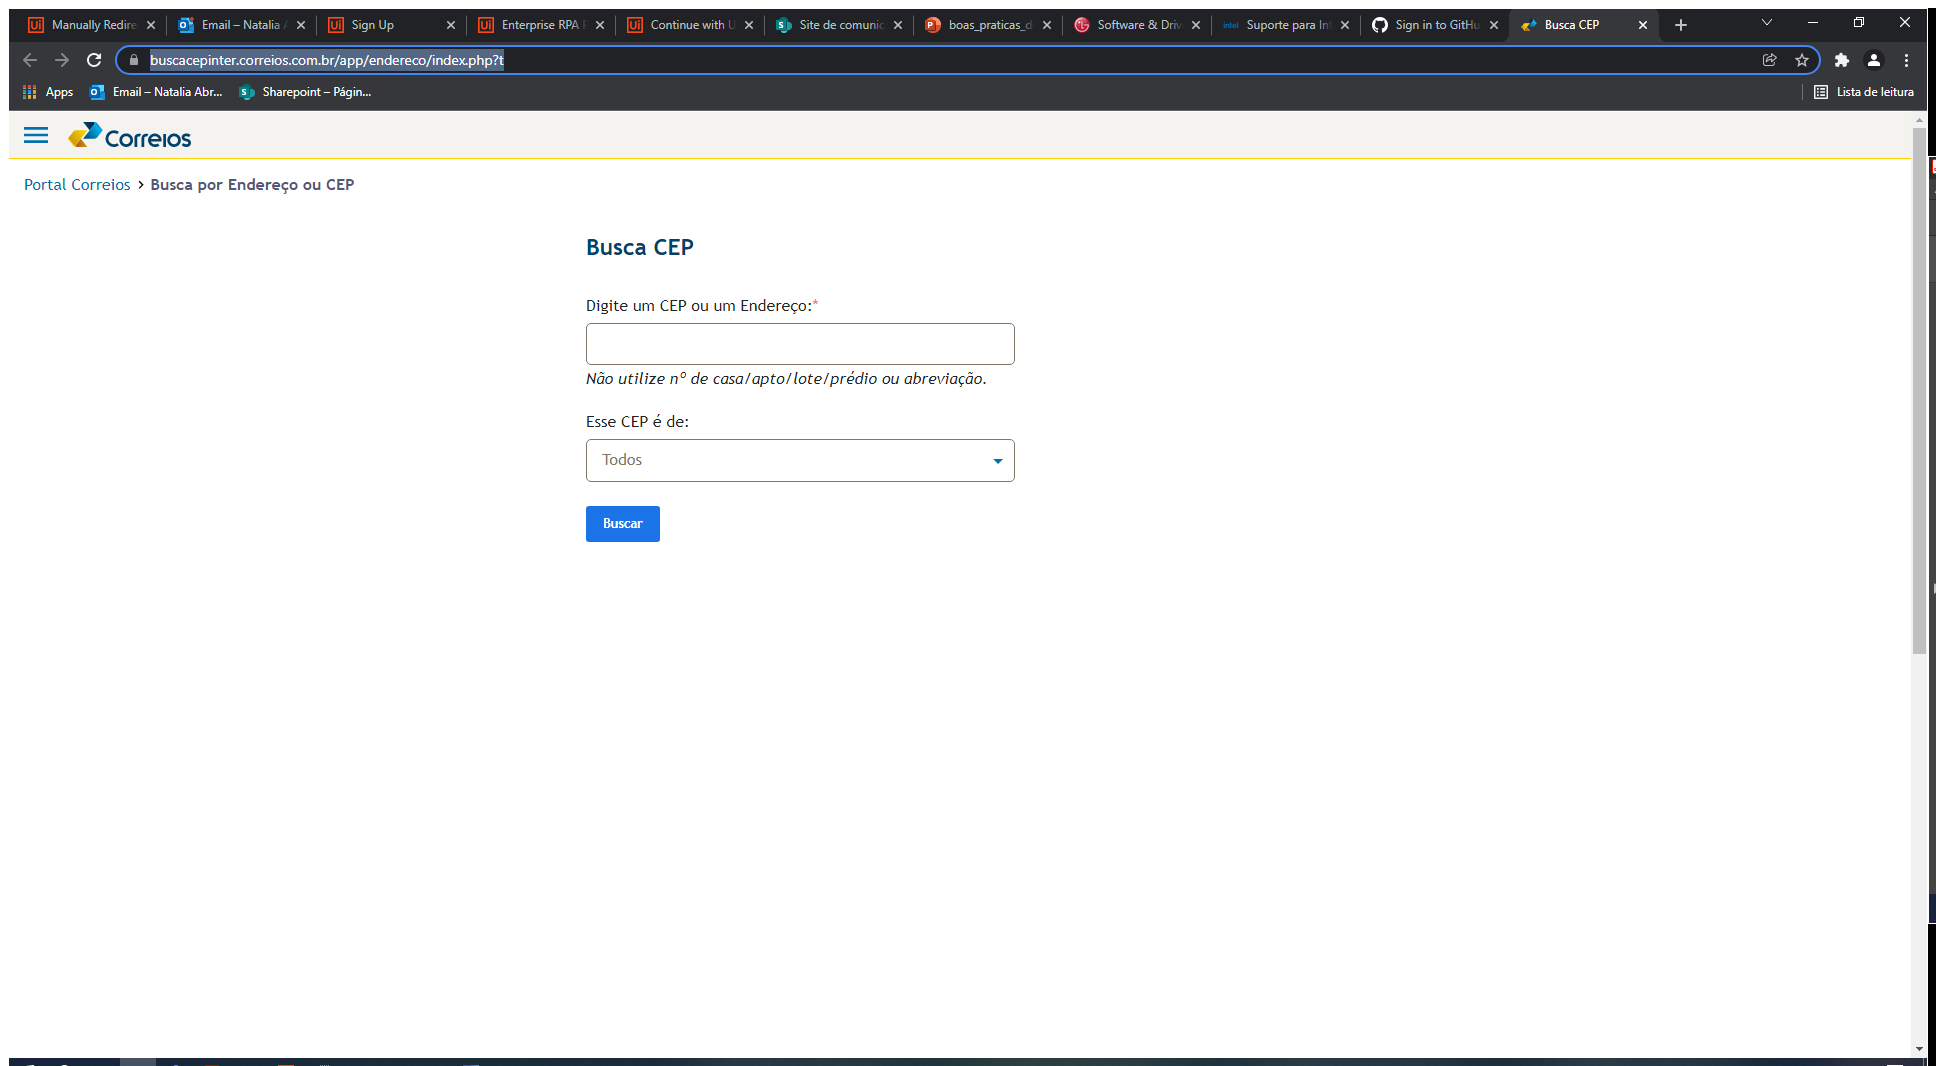 Manually Redire
Email – Natalia A
Sign Up
Enterprise RPA
Continue with U
Site de comunic
boas_praticas_d
Software & Driv
Suporte para Int
Sign in to GitHu
Busca CEP
buscacepinter.correios.com.br/app/endereco/index.php?t
Apps
Email – Natalia Abr...
Sharepoint – Págin...
Lista de leitura
Correios
Portal Correios > Busca por Endereço ou CEP
Busca CEP
Digite um CEP ou um Endereço:*
Não utilize nº de casa/apto/lote/prédio ou abreviação.
Esse CEP é de:
Todos
Buscar